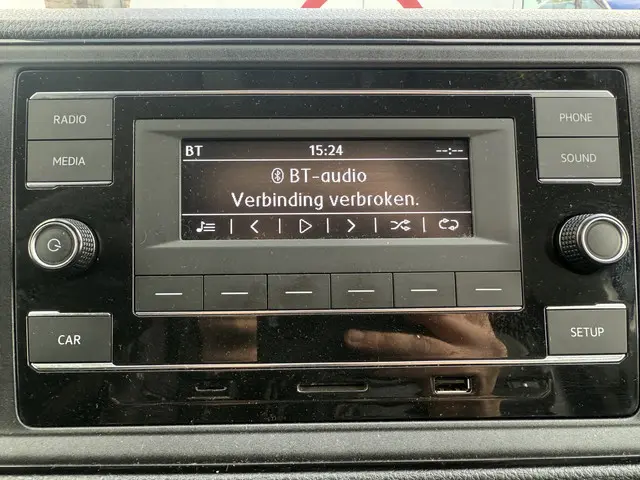 RADIO
MEDIA
BT 15:24 --:--
BT-audio
Verbinding verbroken.
PHONE
SOUND
CAR
SETUP